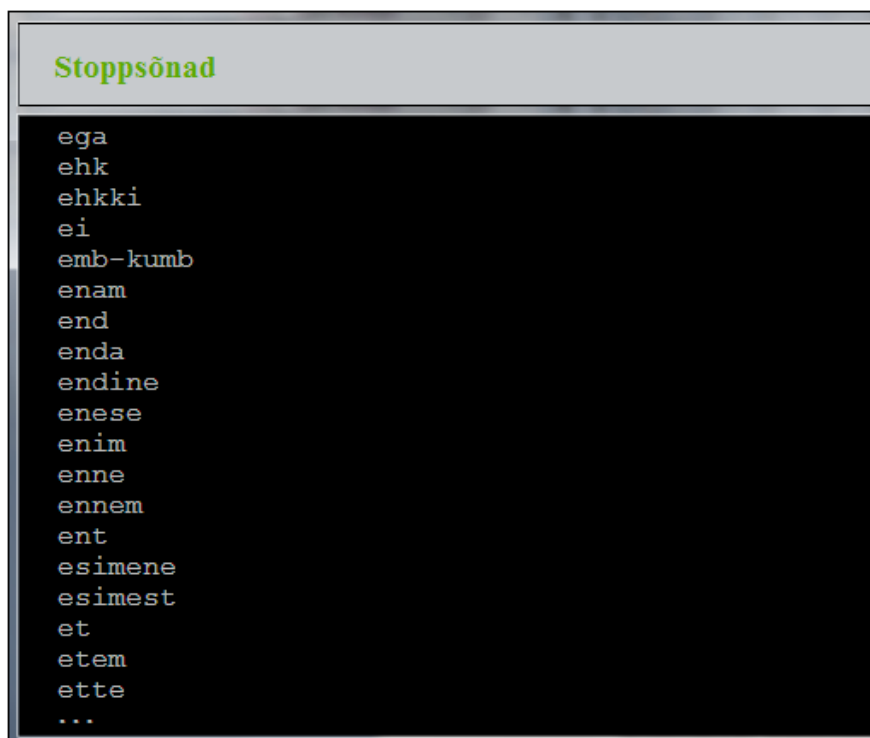 Stoppsõnad
ega
ehk
ehkki
ei
emb-kumb
enam
end
enda
endine
enese
enim
enne
ennem
ent
esimene
esimest
et
etem
ette
...